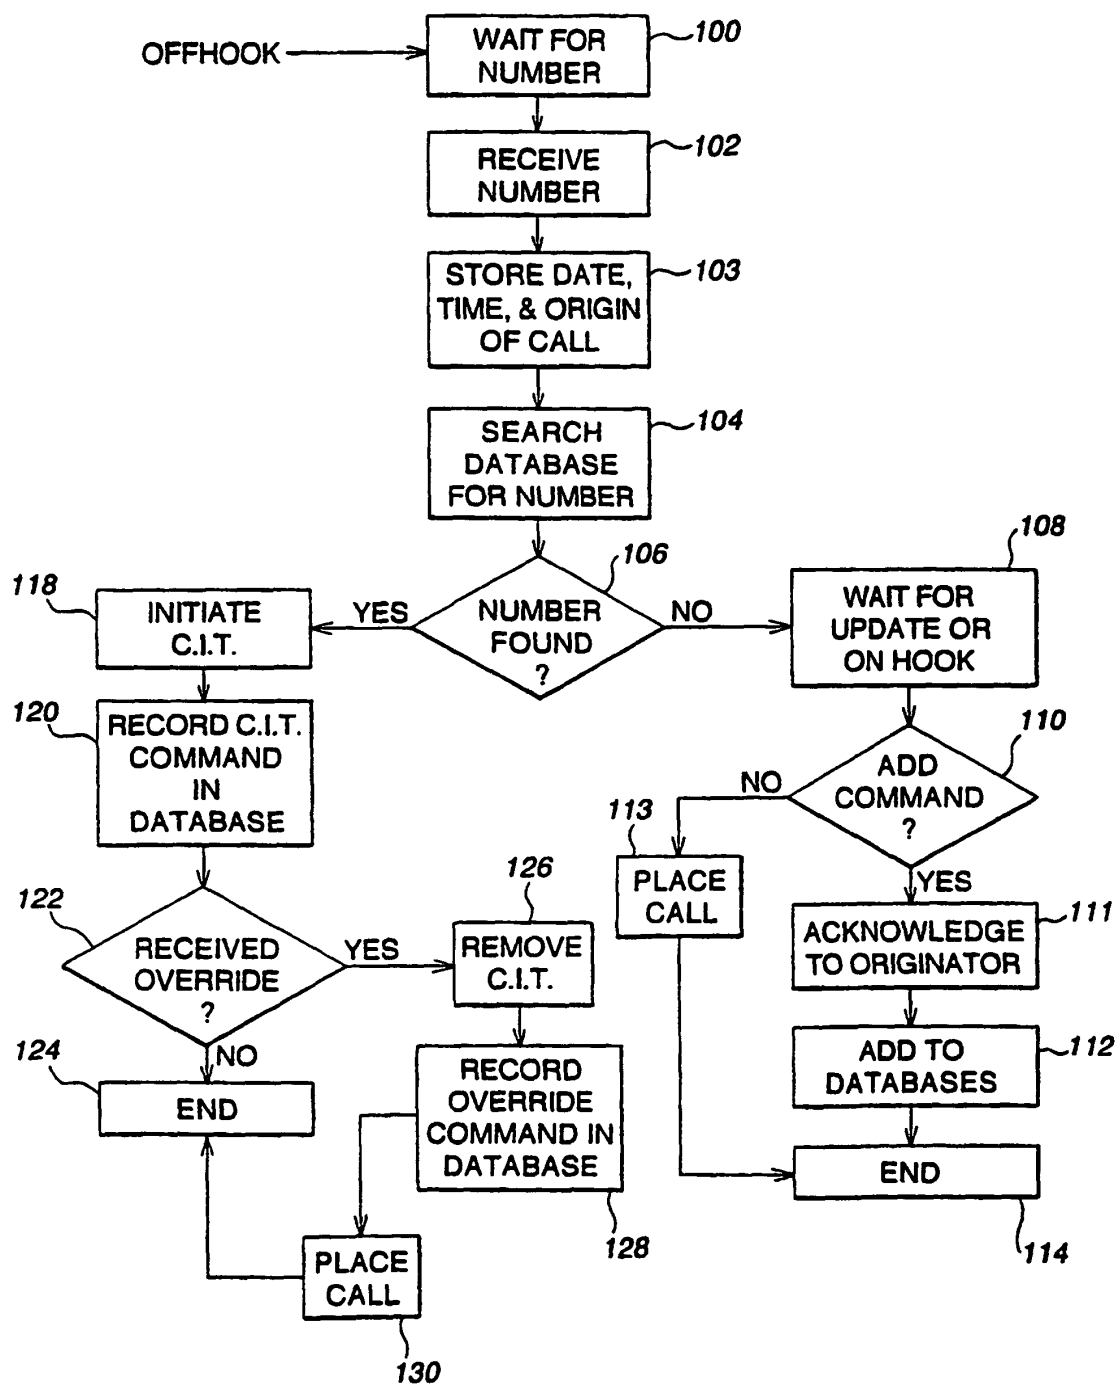 OFFHOOK
WAIT FOR
NUMBER
100
RECEIVE
NUMBER
102
STORE DATE,
TIME, & ORIGIN
OF CALL
103
SEARCH
DATABASE
FOR NUMBER
104
NUMBER
FOUND
?
106
YES
NO
118
INITIATE
C.I.T.
108
WAIT FOR
UPDATE OR
ON HOOK
120
RECORD C.I.T.
COMMAND
IN
DATABASE
110
ADD
COMMAND
?
NO
YES
113
PLACE
CALL
122
RECEIVED
OVERRIDE
?
YES
NO
126
REMOVE
C.I.T.
111
ACKNOWLEDGE
TO ORIGINATOR
124
END
RECORD
OVERRIDE
COMMAND IN
DATABASE
128
112
ADD TO
DATABASES
END
114
PLACE
CALL
130